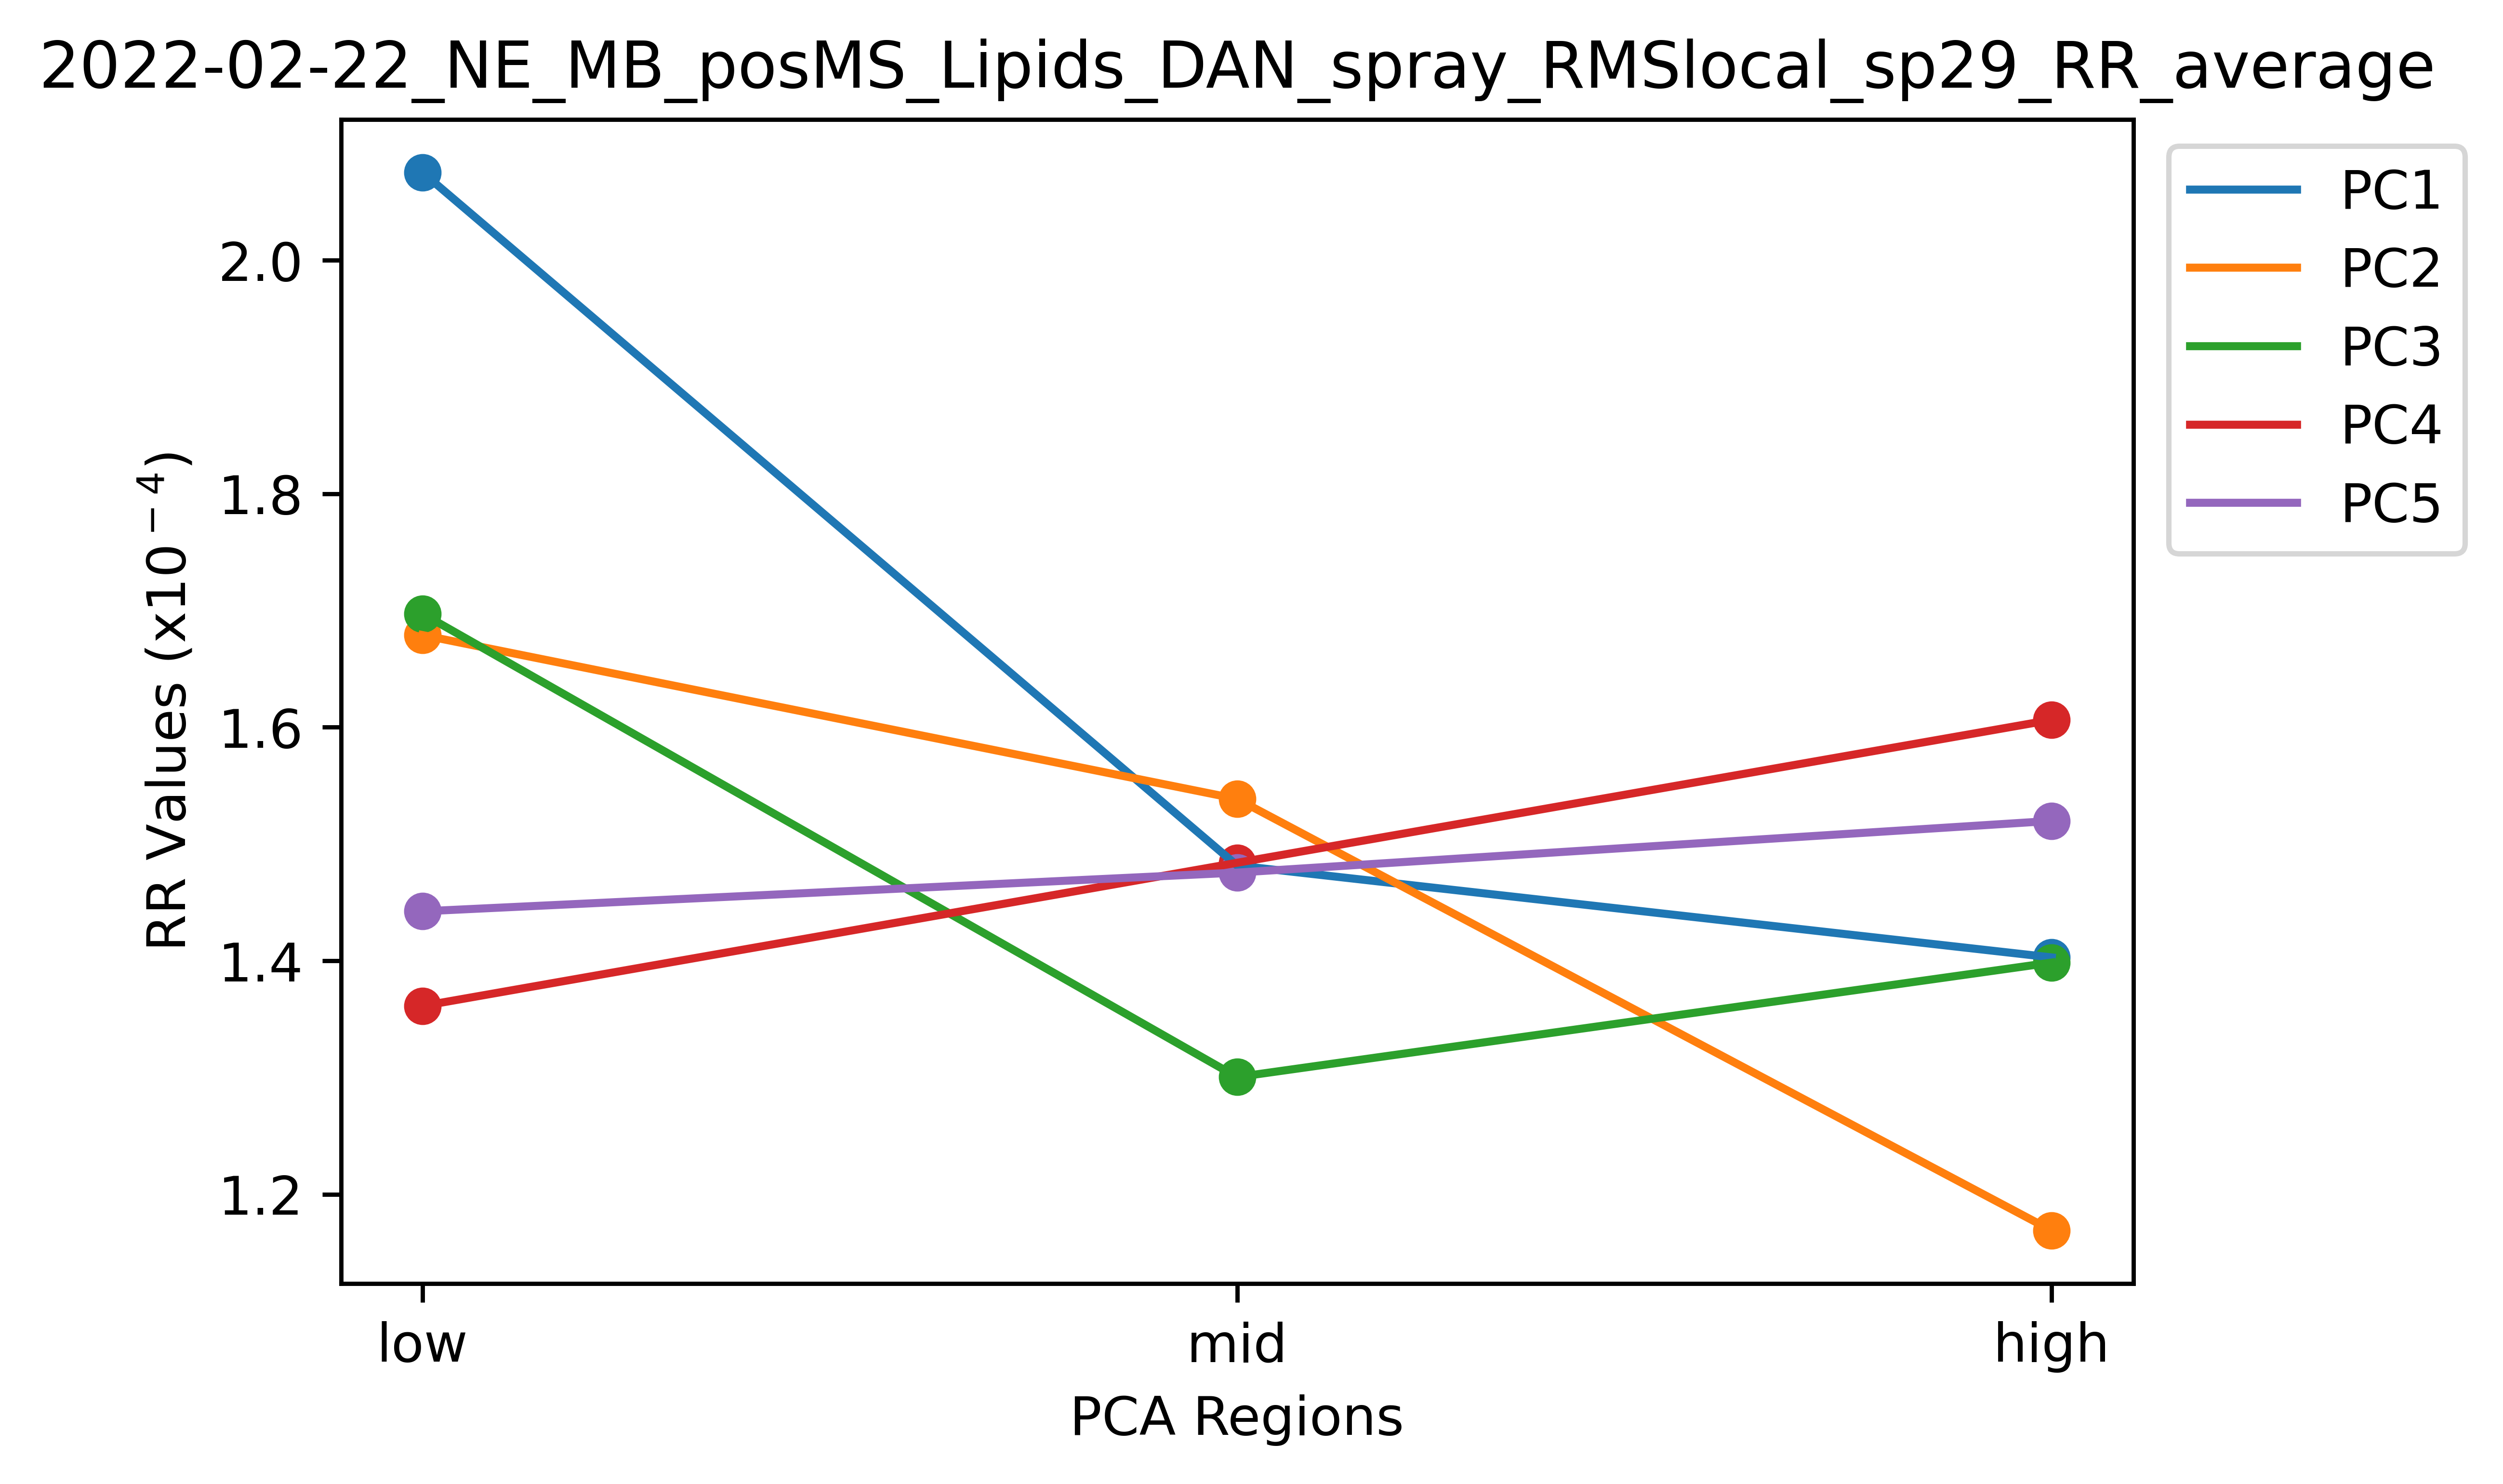 2022-02-22_NE_MB_posMS_Lipids_DAN_spray_RMSlocal_sp29_RR_average
PC1
PC2
PC3
PC4
PC5
RR Values (x10⁻⁴)
2.0
1.8
1.6
1.4
1.2
low mid high
PCA Regions